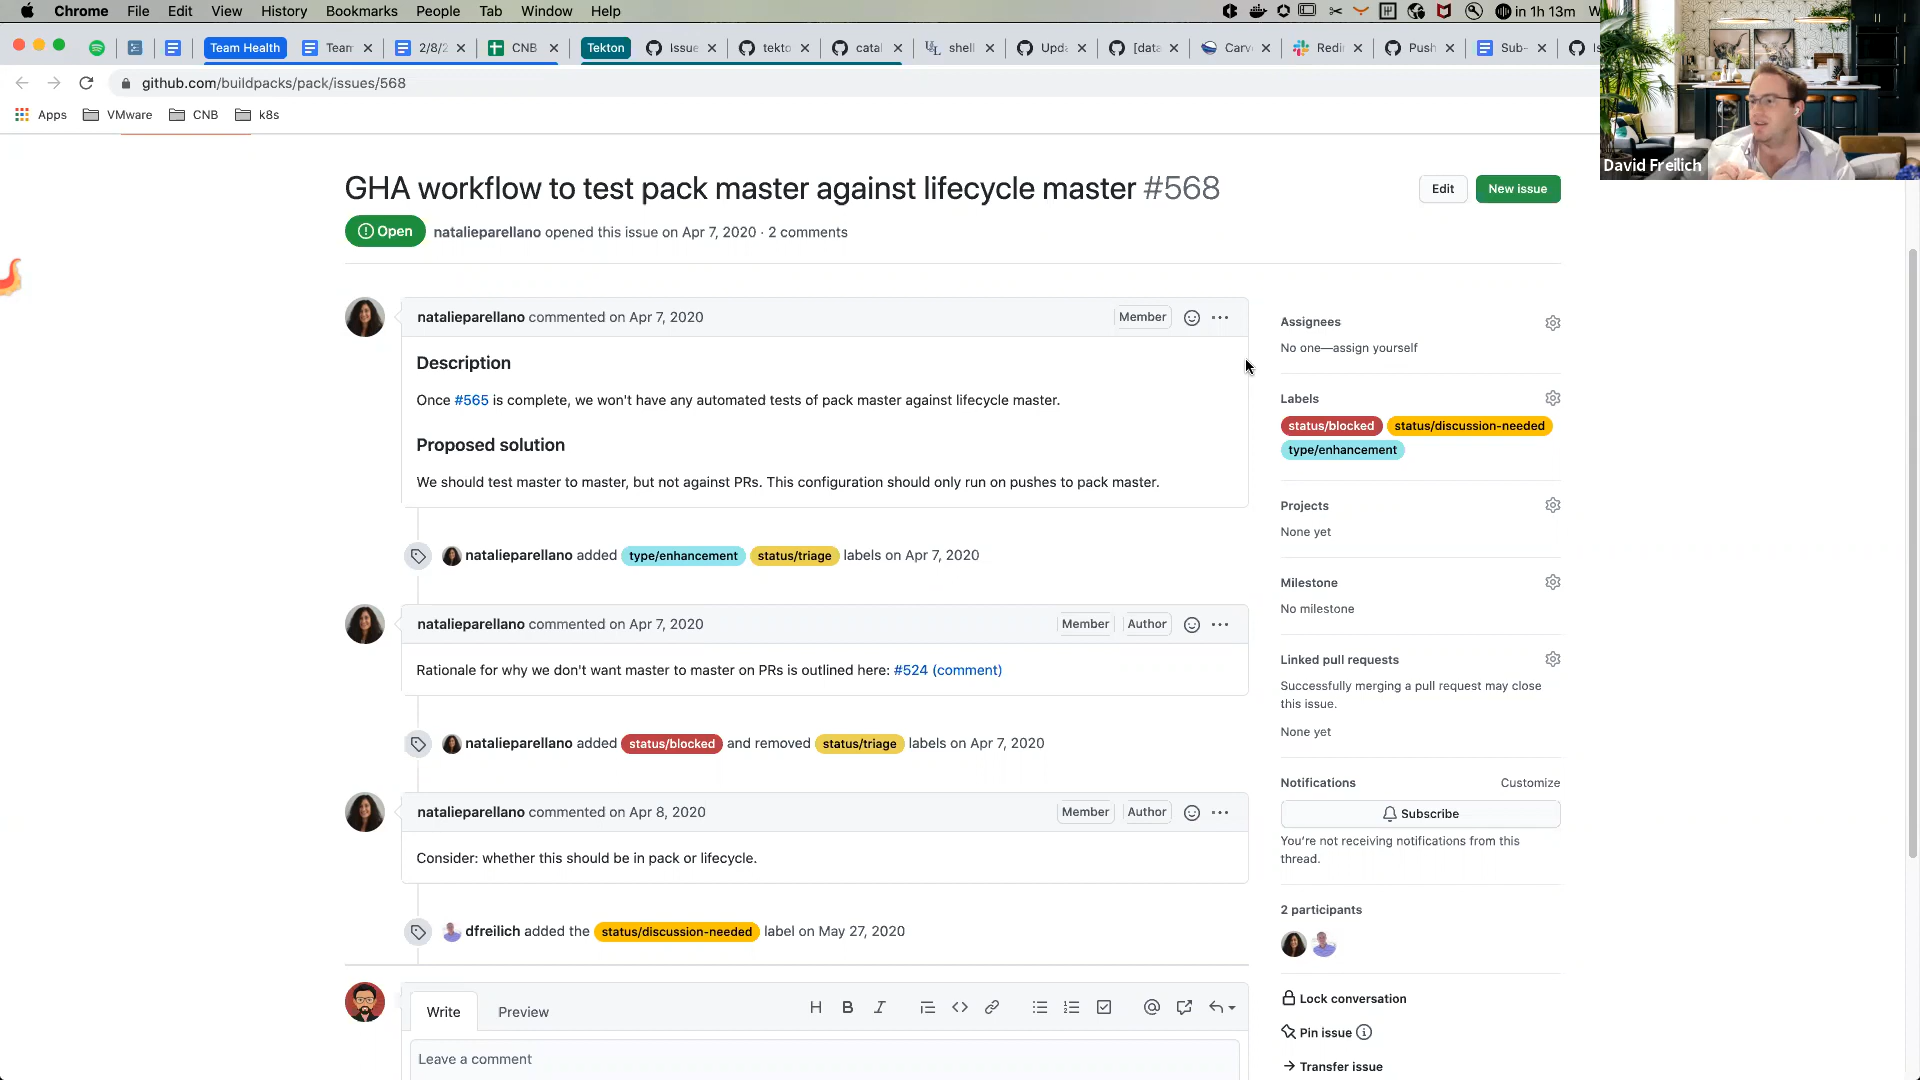 Chrome File Edit View History Bookmarks People Tab Window Help in 1h 13m W
Team Health Team 2/8/2 CNB Tekton Issue tekto catal shell Upda [data Carv Redi Push Sub- Is
github.com/buildpacks/pack/issues/568
Apps VMware CNB k8s
David Freilich
GHA workflow to test pack master against lifecycle master #568
Edit New issue
Open natalieparellano opened this issue on Apr 7, 2020 · 2 comments
natalieparellano commented on Apr 7, 2020 Member
Description
Once #565 is complete, we won't have any automated tests of pack master against lifecycle master.
Proposed solution
We should test master to master, but not against PRs. This configuration should only run on pushes to pack master.
natalieparellano added type/enhancement status/triage labels on Apr 7, 2020
natalieparellano commented on Apr 7, 2020 Member Author
Rationale for why we don't want master to master on PRs is outlined here: #524 (comment)
natalieparellano added status/blocked and removed status/triage labels on Apr 7, 2020
natalieparellano commented on Apr 8, 2020 Member Author
Consider: whether this should be in pack or lifecycle.
dfreilich added the status/discussion-needed label on May 27, 2020
Write Preview
Leave a comment
Assignees
No one—assign yourself
Labels
status/blocked status/discussion-needed
type/enhancement
Projects
None yet
Milestone
No milestone
Linked pull requests
Successfully merging a pull request may close
this issue.
None yet
Notifications Customize
Subscribe
You're not receiving notifications from this
thread.
2 participants
Lock conversation
Pin issue
Transfer issue